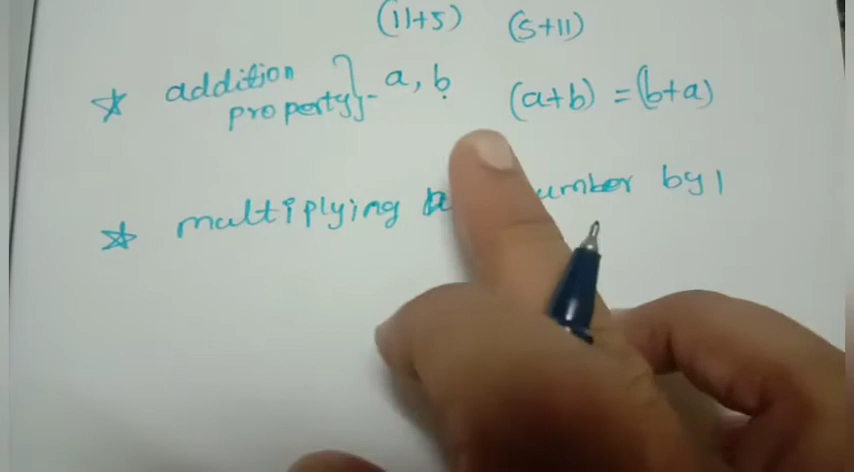 (11+5) (5+11)
☆ addition a, b (a+b) = (b+a)
property}-
☆ multiplying a umber by 1